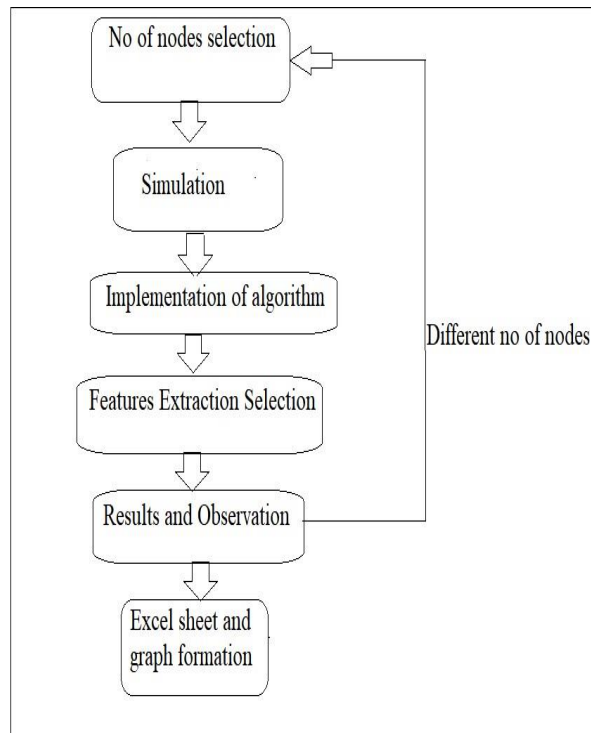 No of nodes selection
Simulation
Implementation of algorithm
Different no of nodes
Features Extraction Selection
Results and Observation
Excel sheet and
graph formation